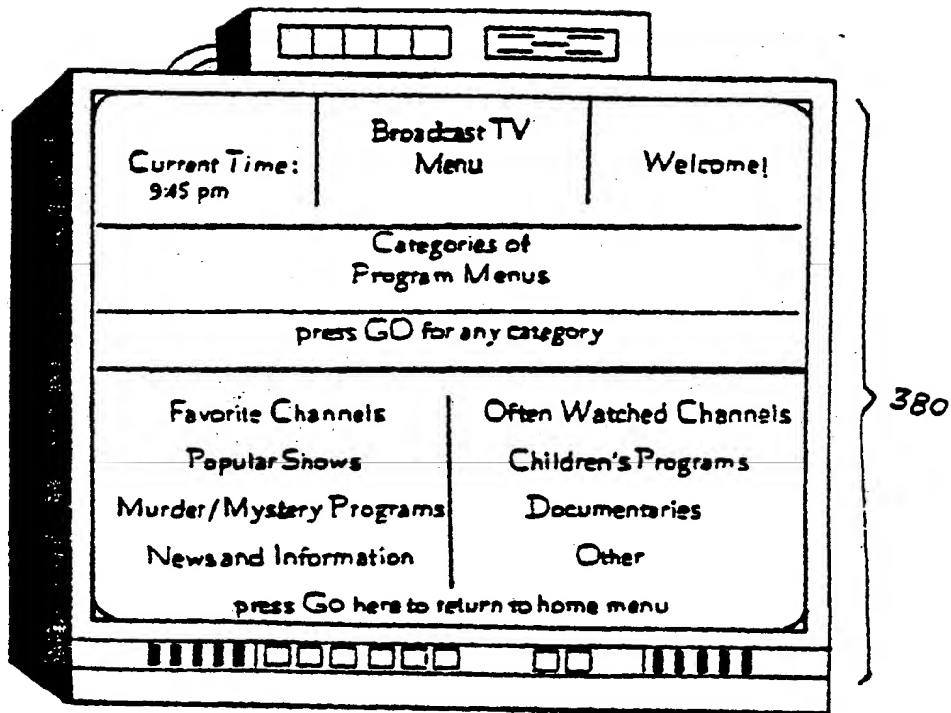 Broadcast TV
Menu
Current Time:
9:45 pm
Welcome!
Categories of
Program Menus
press GO for any category
Favorite Channels
Often Watched Channels
Popular Shows
Children's Programs
Murder/Mystery Programs
Documentaries
News and Information
Other
press Go here to return to home menu
380